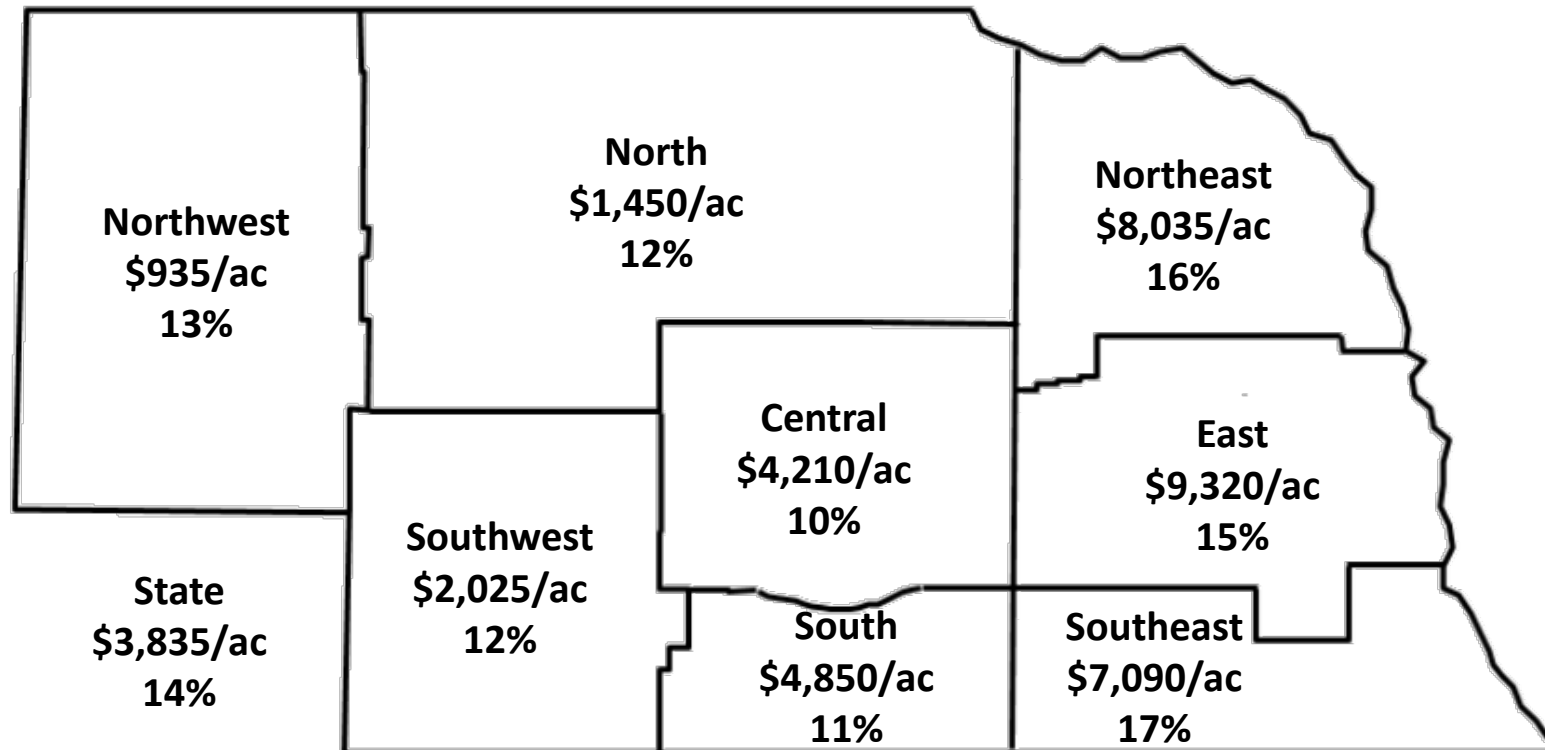 North
$1,450/ac
12%
Northeast
$8,035/ac
16%
Northwest
$935/ac
13%
Central
$4,210/ac
10%
East
$9,320/ac
15%
Southwest
$2,025/ac
12%
State
$3,835/ac
14%
South
$4,850/ac
11%
Southeast
$7,090/ac
17%